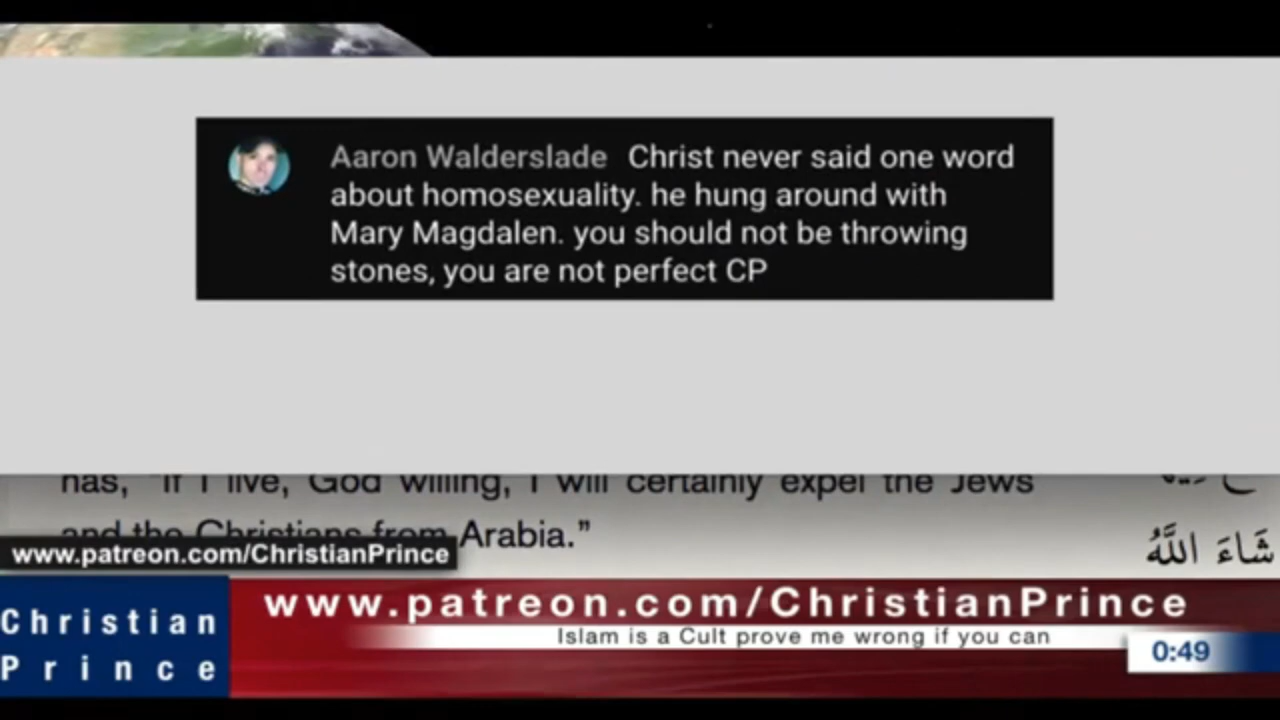 Aaron Walderslade Christ never said one word
about homosexuality. he hung around with
Mary Magdalen. you should not be throwing
stones, you are not perfect CP
has, "If I live, God willing, I will certainly expel the Jews
and the Christians from Arabia."
شَاءَ اللَّهُ
www.patreon.com/ChristianPrince
www.patreon.com/ChristianPrince
Islam is a Cult prove me wrong if you can
Christian
Prince
0:49